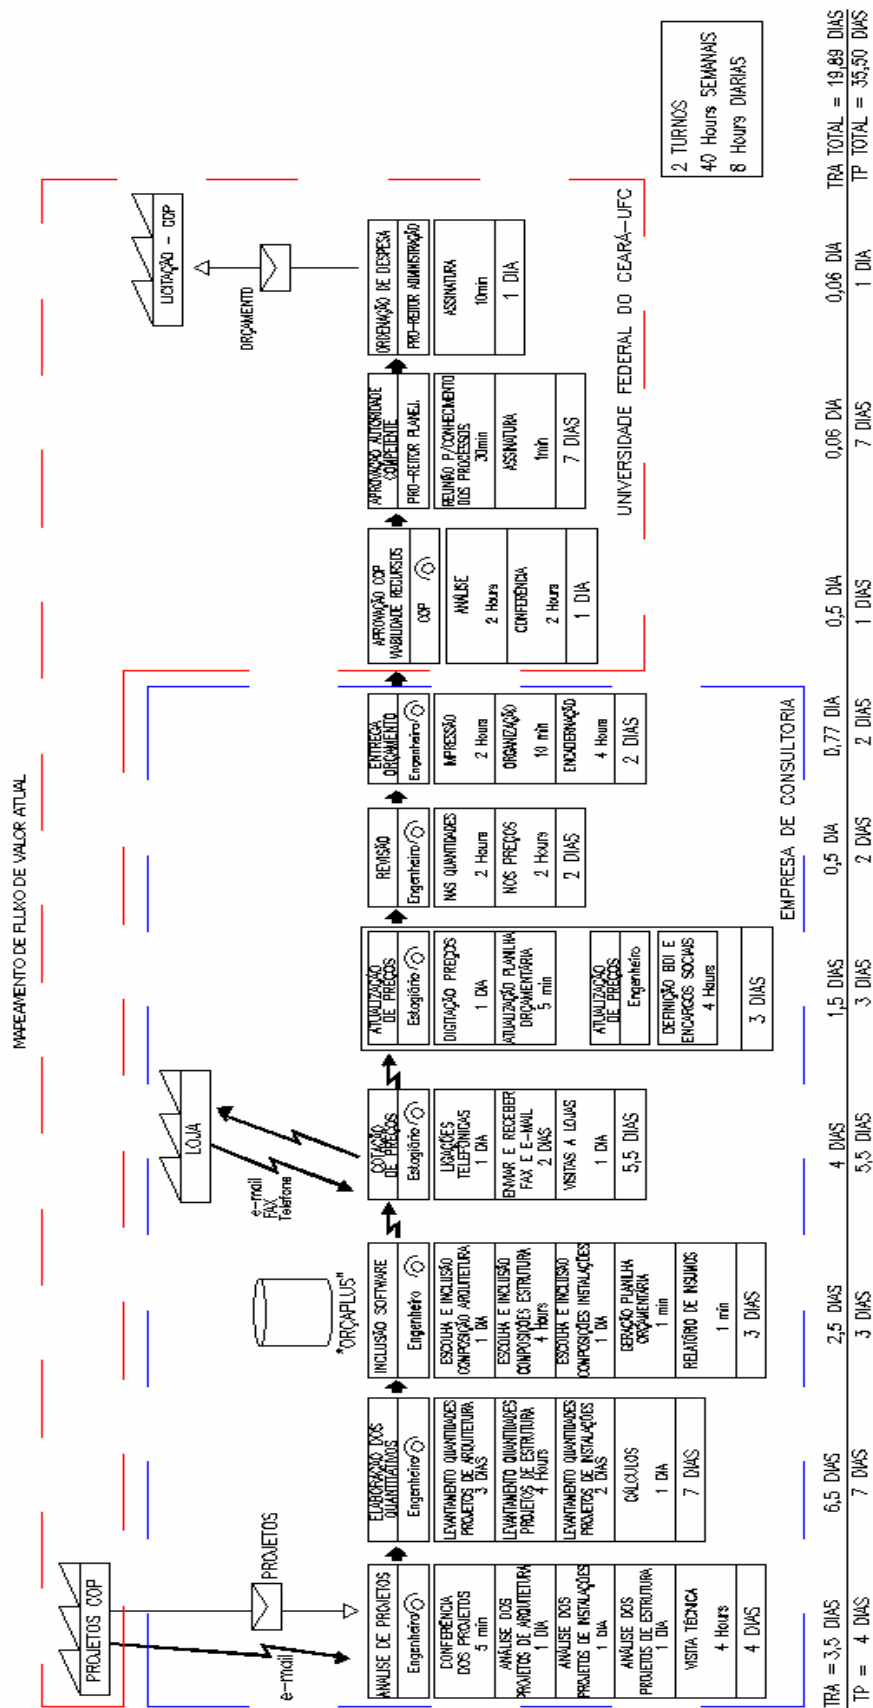 MAPEAMENTO DE FLUXO DE VALOR ATUAL
PROJETOS COP
e-mail
PROJETOS
ANALISE DE PROJETOS
Engenheiro
CONFERÊNCIA
DOS PROJETOS
5 min
ANÁLISE DOS
PROJETOS DE ARQUITETURA
1 DIA
ANÁLISE DOS
PROJETOS DE INSTALAÇÕES
1 DIA
ANÁLISE DOS
PROJETOS DE ESTRUTURA
1 DIA
VISITA TÉCNICA
4 Hours
4 DIAS
ELABORAÇÃO DOS
QUANTITATIVOS
Engenheiro
LEVANTAMENTO QUANTIDADES
PROJETOS DE ARQUITETURA
3 DIAS
LEVANTAMENTO QUANTIDADES
PROJETOS DE ESTRUTURA
4 Hours
LEVANTAMENTO QUANTIDADES
PROJETOS DE INSTALAÇÕES
2 DIAS
CÁLCULOS
1 DIA
7 DIAS
"ORÇAPLUS"
INCLUSÃO SOFTWARE
Engenheiro
ESCOLHA E INCLUSÃO
COMPOSIÇÃO ARQUITETURA
1 DIA
ESCOLHA E INCLUSÃO
COMPOSIÇÕES ESTRUTURA
4 Hours
ESCOLHA E INCLUSÃO
COMPOSIÇÕES INSTALAÇÕES
1 DIA
GERAÇÃO PLANILHA
ORÇAMENTÁRIA
1 min
RELATÓRIO DE INSUMOS
1 min
3 DIAS
LOJA
e-mail
FAX
Telefone
COTAÇÃO
DE PREÇOS
Estagiário
LIGAÇÕES
TELEFÔNICAS
1 DIA
ENVIAR E RECEBER
FAX E E-MAIL
2 DIAS
VISITAS A LOJAS
1 DIA
5,5 DIAS
ATUALIZAÇÃO
DE PREÇOS
Estagiário
DIGITAÇÃO PREÇOS
1 DIA
ATUALIZAÇÃO PLANILHA
ORÇAMENTÁRIA
5 min
ATUALIZAÇÃO
DE PREÇOS
Engenheiro
DEFINIÇÃO BDI E
ENCARGOS SOCIAIS
4 Hours
3 DIAS
REVISÃO
Engenheiro
NAS QUANTIDADES
2 Hours
NOS PREÇOS
2 Hours
2 DIAS
ENTREGA
ORÇAMENTO
Engenheiro
IMPRESSÃO
2 Hours
ORGANIZAÇÃO
10 min
ENCADERNAÇÃO
4 Hours
2 DIAS
EMPRESA DE CONSULTORIA
APROVAÇÃO COP
VIABILIDADE RECURSOS
COP
ANÁLISE
2 Hours
CONFERÊNCIA
2 Hours
1 DIA
APROVAÇÃO AUTORIDADE
COMPETENTE
PRO-REITOR PLANEJ.
REUNIÃO P/CONHECIMENTO
DOS PROCESSOS
30min
ASSINATURA
1min
7 DIAS
LICITAÇÃO - COP
ORÇAMENTO
ORDENAÇÃO DE DESPESA
PRO-REITOR ADMINISTRAÇÃO
ASSINATURA
10min
1 DIA
UNIVERSIDADE FEDERAL DO CEARÁ-UFC
2 TURNOS
40 Hours SEMANAIS
8 Hours DIARIAS
TRA = 3,5 DIAS 6,5 DIAS 2,5 DIAS 4 DIAS 1,5 DIAS 0,5 DIA 0,77 DIA 0,5 DIA 0,06 DIA 0,06 DIA TRA TOTAL = 19,89 DIAS
TP = 4 DIAS 7 DIAS 3 DIAS 5,5 DIAS 3 DIAS 2 DIAS 2 DIAS 1 DIAS 7 DIAS 1 DIA TP TOTAL = 35,50 DIAS